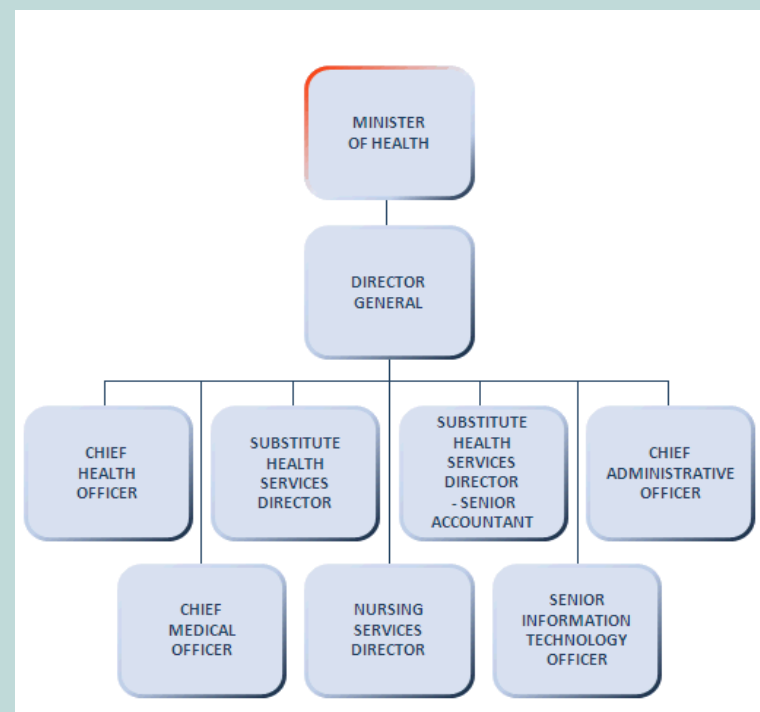 MINISTER
OF HEALTH
DIRECTOR
GENERAL
CHIEF
HEALTH
OFFICER
SUBSTITUTE
HEALTH
SERVICES
DIRECTOR
SUBSTITUTE
HEALTH
SERVICES
DIRECTOR
- SENIOR
ACCOUNTANT
CHIEF
ADMINISTRATIVE
OFFICER
CHIEF
MEDICAL
OFFICER
NURSING
SERVICES
DIRECTOR
SENIOR
INFORMATION
TECHNOLOGY
OFFICER